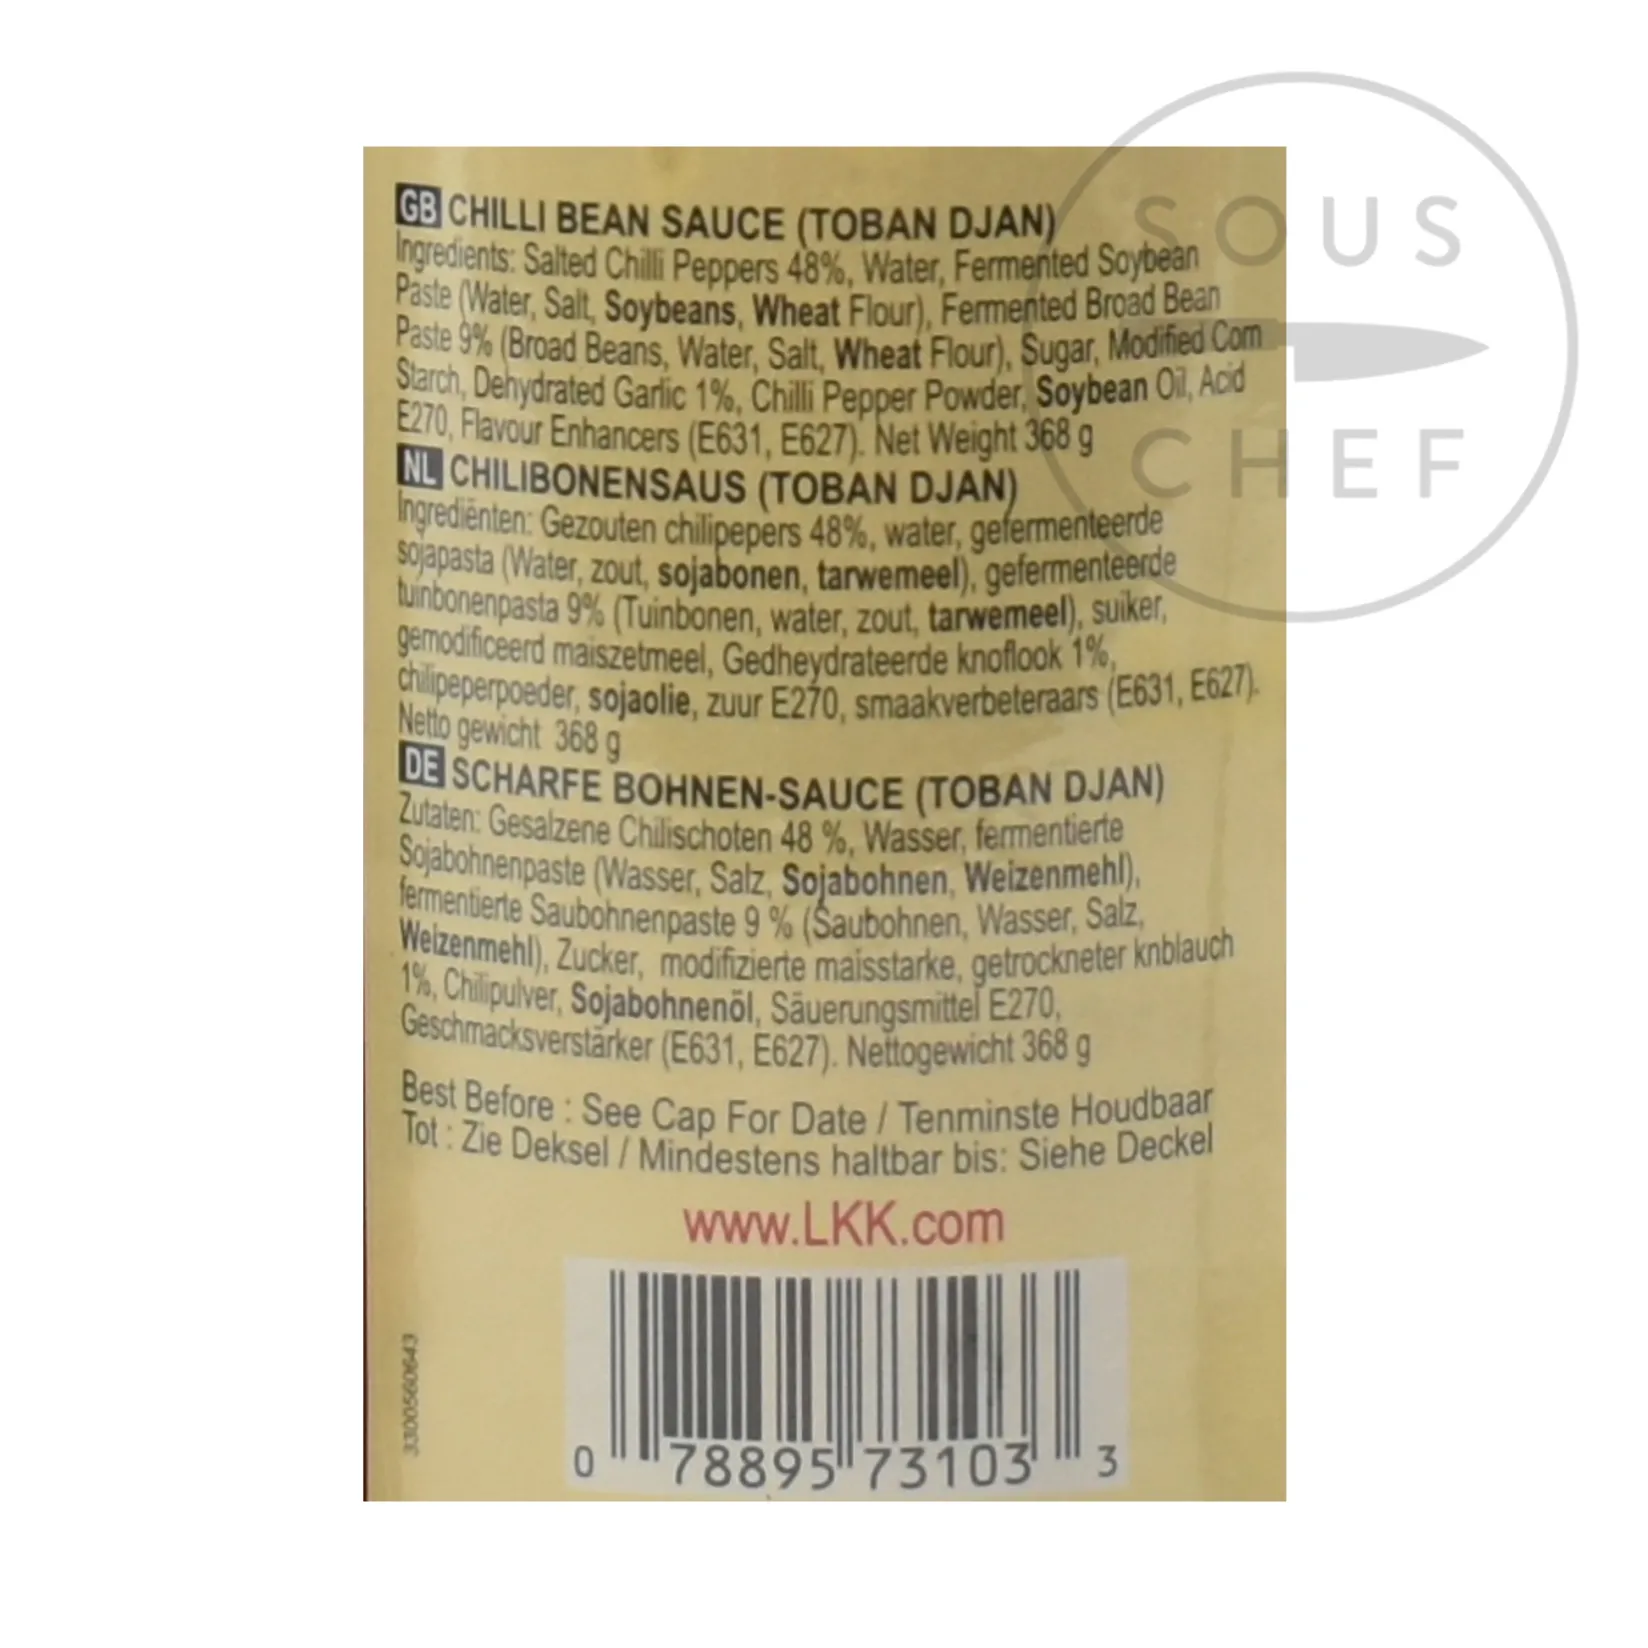 SOUS
CHEF
GB CHILLI BEAN SAUCE (TOBAN DJAN)
Ingredients: Salted Chilli Peppers 48%, Water, Fermented Soybean
Paste (Water, Salt, Soybeans, Wheat Flour), Fermented Broad Bean
Paste 9% (Broad Beans, Water, Salt, Wheat Flour), Sugar, Modified Corn
Starch, Dehydrated Garlic 1%, Chilli Pepper Powder, Soybean Oil, Acid
E270, Flavour Enhancers (E631, E627). Net Weight 368 g
NL CHILIBONENSAUS (TOBAN DJAN)
Ingrediënten: Gezouten chilipepers 48%, water, gefermenteerde
sojapasta (Water, zout, sojabonen, tarwemeel), gefermenteerde
tuinbonenpasta 9% (Tuinbonen, water, zout, tarwemeel), suiker,
gemodificeerd maiszetmeel, Gedheydrateerde knoflook 1%,
chilipeperpoeder, sojaolie, zuur E270, smaakverbeteraars (E631, E627).
Netto gewicht 368 g
DE SCHARFE BOHNEN-SAUCE (TOBAN DJAN)
Zutaten: Gesalzene Chilischoten 48 %, Wasser, fermentierte
Sojabohnenpaste (Wasser, Salz, Sojabohnen, Weizenmehl),
fermentierte Saubohnenpaste 9 % (Saubohnen, Wasser, Salz,
Weizenmehl), Zucker, modifizierte maisstarke, getrockneter knblauch
1%, Chilipulver, Sojabohnenöl, Säuerungsmittel E270,
Geschmacksverstärker (E631, E627). Nettogewicht 368 g
Best Before : See Cap For Date / Tenminste Houdbaar
Tot : Zie Deksel / Mindestens haltbar bis: Siehe Deckel
www.LKK.com
3300560643
0 78895 73103 3